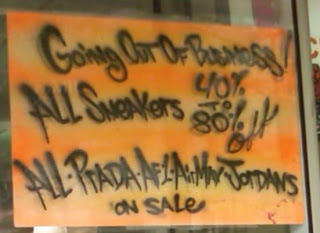 Going Out Of Business!
All Sneakers 40% to 80% off
All·Prada·AF1·Air·Max·Jordans
on Sale